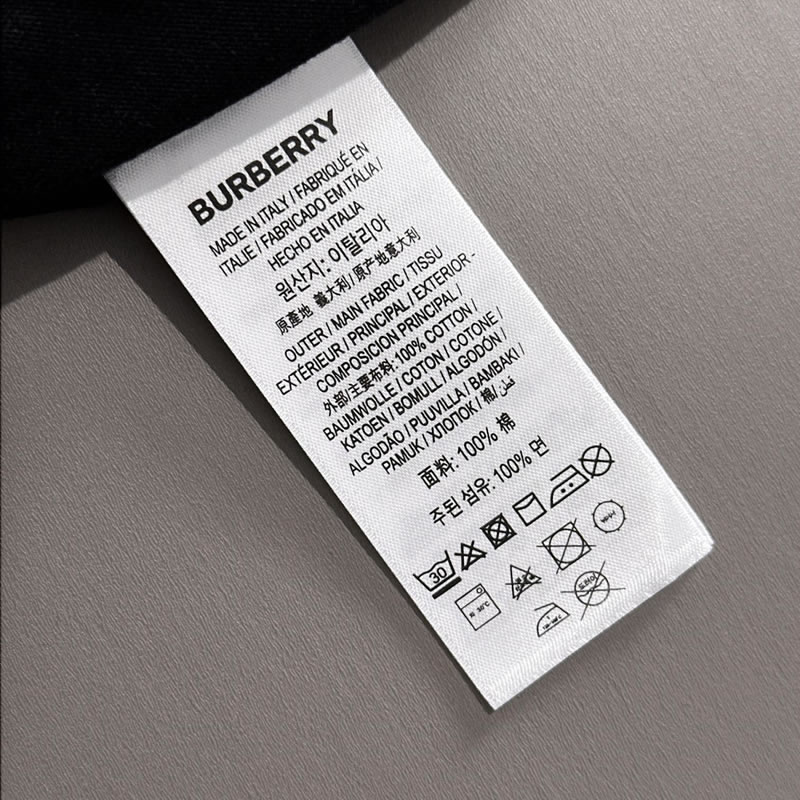 BURBERRY
MADE IN ITALY / FABRIQUÉ EN
ITALIE / FABRICADO EM ITÁLIA /
HECHO EN ITALIA
원산지: 이탈리아
原產地 義大利 / 原产地意大利
OUTER / MAIN FABRIC / TISSU
EXTÉRIEUR / PRINCIPAL / EXTERIOR -
COMPOSICION PRINCIPAL /
外部/主要布料: 100% COTTON /
BAUMWOLLE / COTON / COTONE /
KATOEN / BOMULL / ALGODÓN /
ALGODÃO / PUUVILLA / BAMBAKI /
PAMUK / ХЛОПОК / 棉/ قطن
面料: 100% 棉
주된 섬유: 100% 면
30